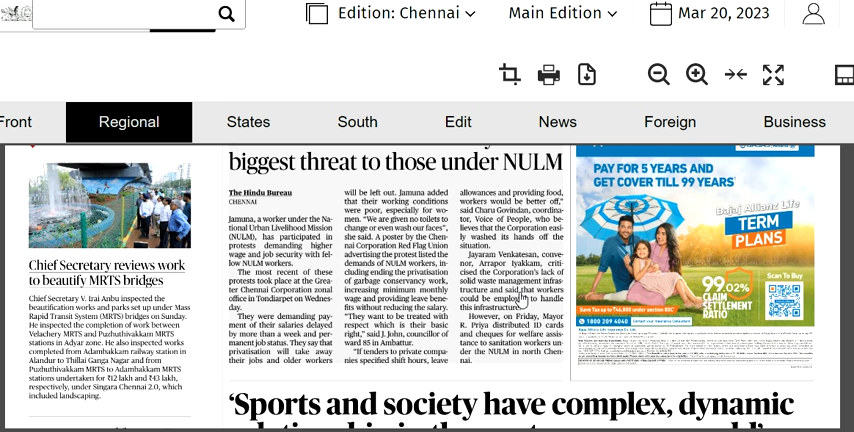 Edition: Chennai
Main Edition
Mar 20, 2023
Front
Regional
States
South
Edit
News
Foreign
Business
Chief Secretary reviews work
to beautify MRTS bridges
Chief Secretary V. Irai Anbu inspected the
beautification works and parks set up under Mass
Rapid Transit System (MRTS) bridges on Sunday.
He inspected the completion of work between
Velachery MRTS and Puzhuthivakkam MRTS
stations in Adyar zone. He also inspected works
completed from Adambakkam railway station in
Alandur to Thillai Ganga Nagar and from
Puzhuthivakkam MRTS to Adambakkam MRTS
stations undertaken for ₹12 lakh and ₹43 lakh,
respectively, under Singara Chennai 2.0, which
included landscaping.
biggest threat to those under NULM
The Hindu Bureau
CHENNAI
Jamuna, a worker under the Na-
tional Urban Livelihood Mission
(NULM), has participated in
protests demanding higher
wage and job security with fel-
low NULM workers.
The most recent of these
protests took place at the Grea-
ter Chennai Corporation zonal
office in Tondiarpet on Wednes-
day.
They were demanding pay-
ment of their salaries delayed
by more than a week and per-
manent job status. They say that
privatisation will take away
their jobs and older workers
will be left out. Jamuna added
that their working conditions
were poor, especially for wo-
men. “We are given no toilets to
change or even wash our faces”,
she said. A poster by the Chen-
nai Corporation Red Flag Union
advertising the protest listed the
demands of NULM workers, in-
cluding ending the privatisation
of garbage conservancy work,
increasing minimum monthly
wage and providing leave bene-
fits without reducing the salary.
“They want to be treated with
respect which is their basic
right,” said J. John, councillor of
ward 85 in Ambattur.
“If tenders to private compa-
nies specified shift hours, leave
allowances and providing food,
workers would be better off,”
said Charu Govindan, coordina-
tor, Voice of People, who be-
lieves that the Corporation easi-
ly washed its hands off the
situation.
Jayaram Venkatesan, conve-
nor, Arrapor Iyakkam, criti-
cised the Corporation’s lack of
solid waste management infras-
tructure and said that workers
could be employed to handle
this infrastructure.
However, on Friday, Mayor
R. Priya distributed ID cards
and cheques for welfare assis-
tance to sanitation workers un-
der the NULM in north Chen-
nai.
PAY FOR 5 YEARS AND
GET COVER TILL 99 YEARS
Bajaj Allianz Life
TERM
PLANS
99.02%
CLAIM
SETTLEMENT
RATIO
Scan To Buy
Save Tax up to ₹46,800 under section 80C
1800 209 4040
‘Sports and society have complex, dynamic